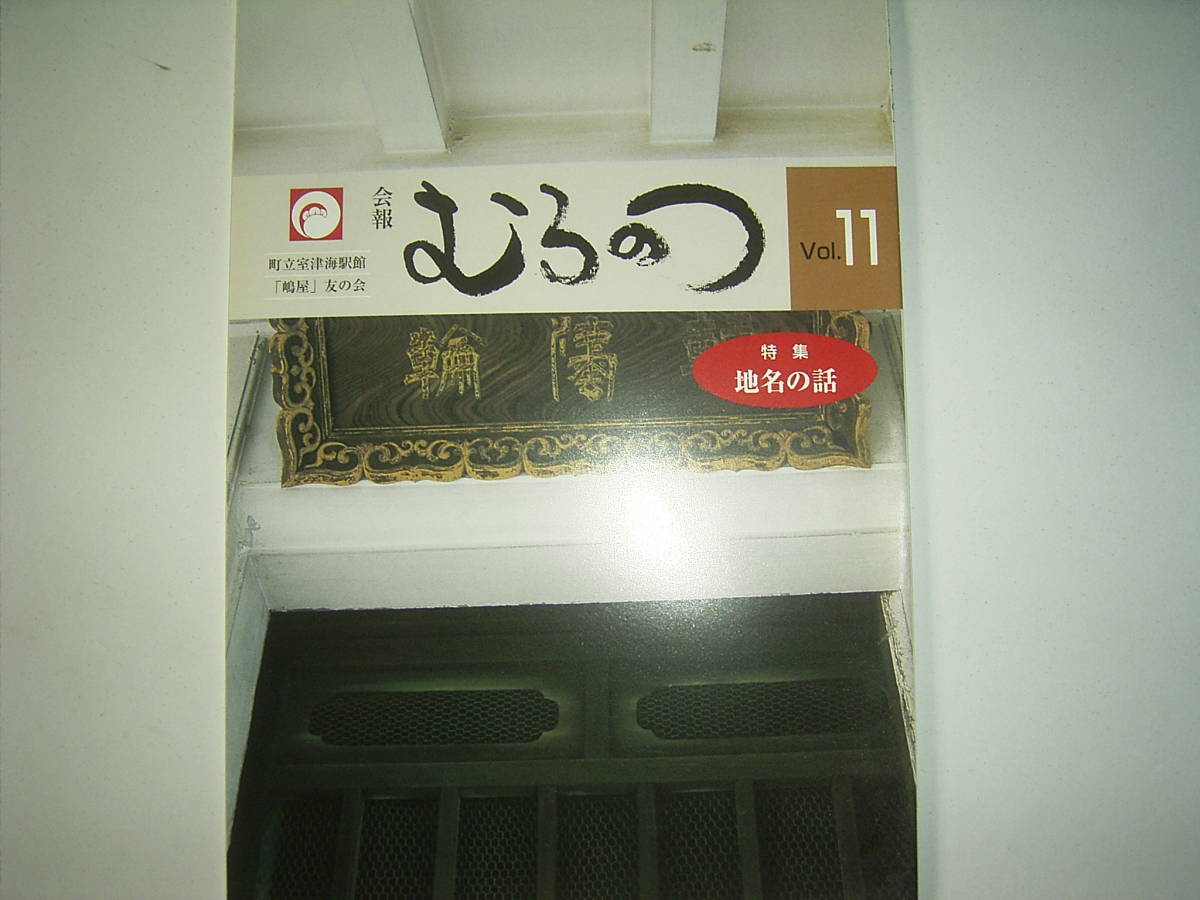 会報
むろのつ
Vol.11
町立室津海駅館
「嶋屋」友の会
特集
地名の話